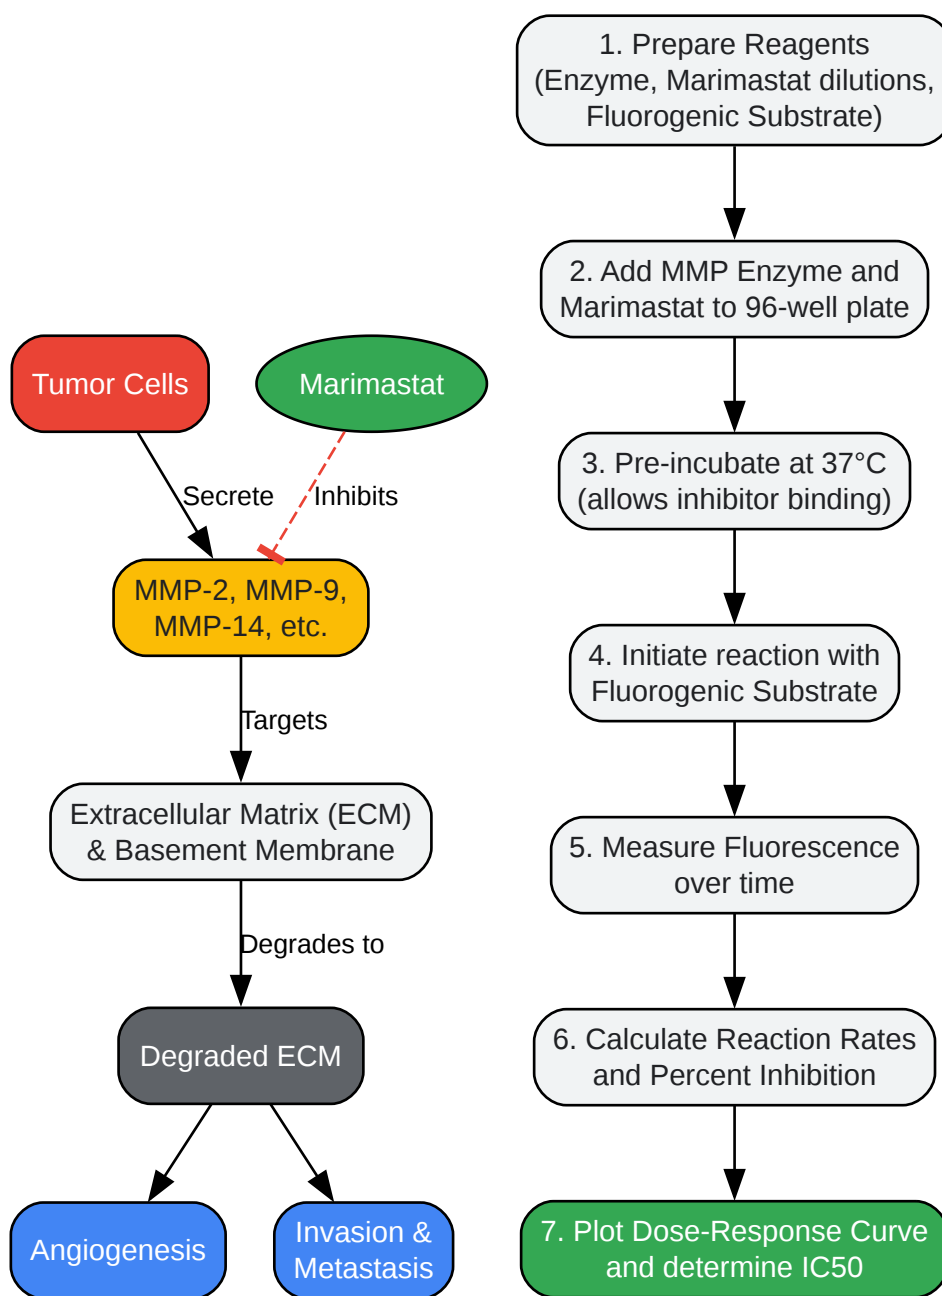 Tumor Cells
Marimastat
Secrete
Inhibits
MMP-2, MMP-9,
MMP-14, etc.
Targets
Extracellular Matrix (ECM)
& Basement Membrane
Degrades to
Degraded ECM
Angiogenesis
Invasion &
Metastasis
1. Prepare Reagents
(Enzyme, Marimastat dilutions,
Fluorogenic Substrate)
2. Add MMP Enzyme and
Marimastat to 96-well plate
3. Pre-incubate at 37°C
(allows inhibitor binding)
4. Initiate reaction with
Fluorogenic Substrate
5. Measure Fluorescence
over time
6. Calculate Reaction Rates
and Percent Inhibition
7. Plot Dose-Response Curve
and determine IC50